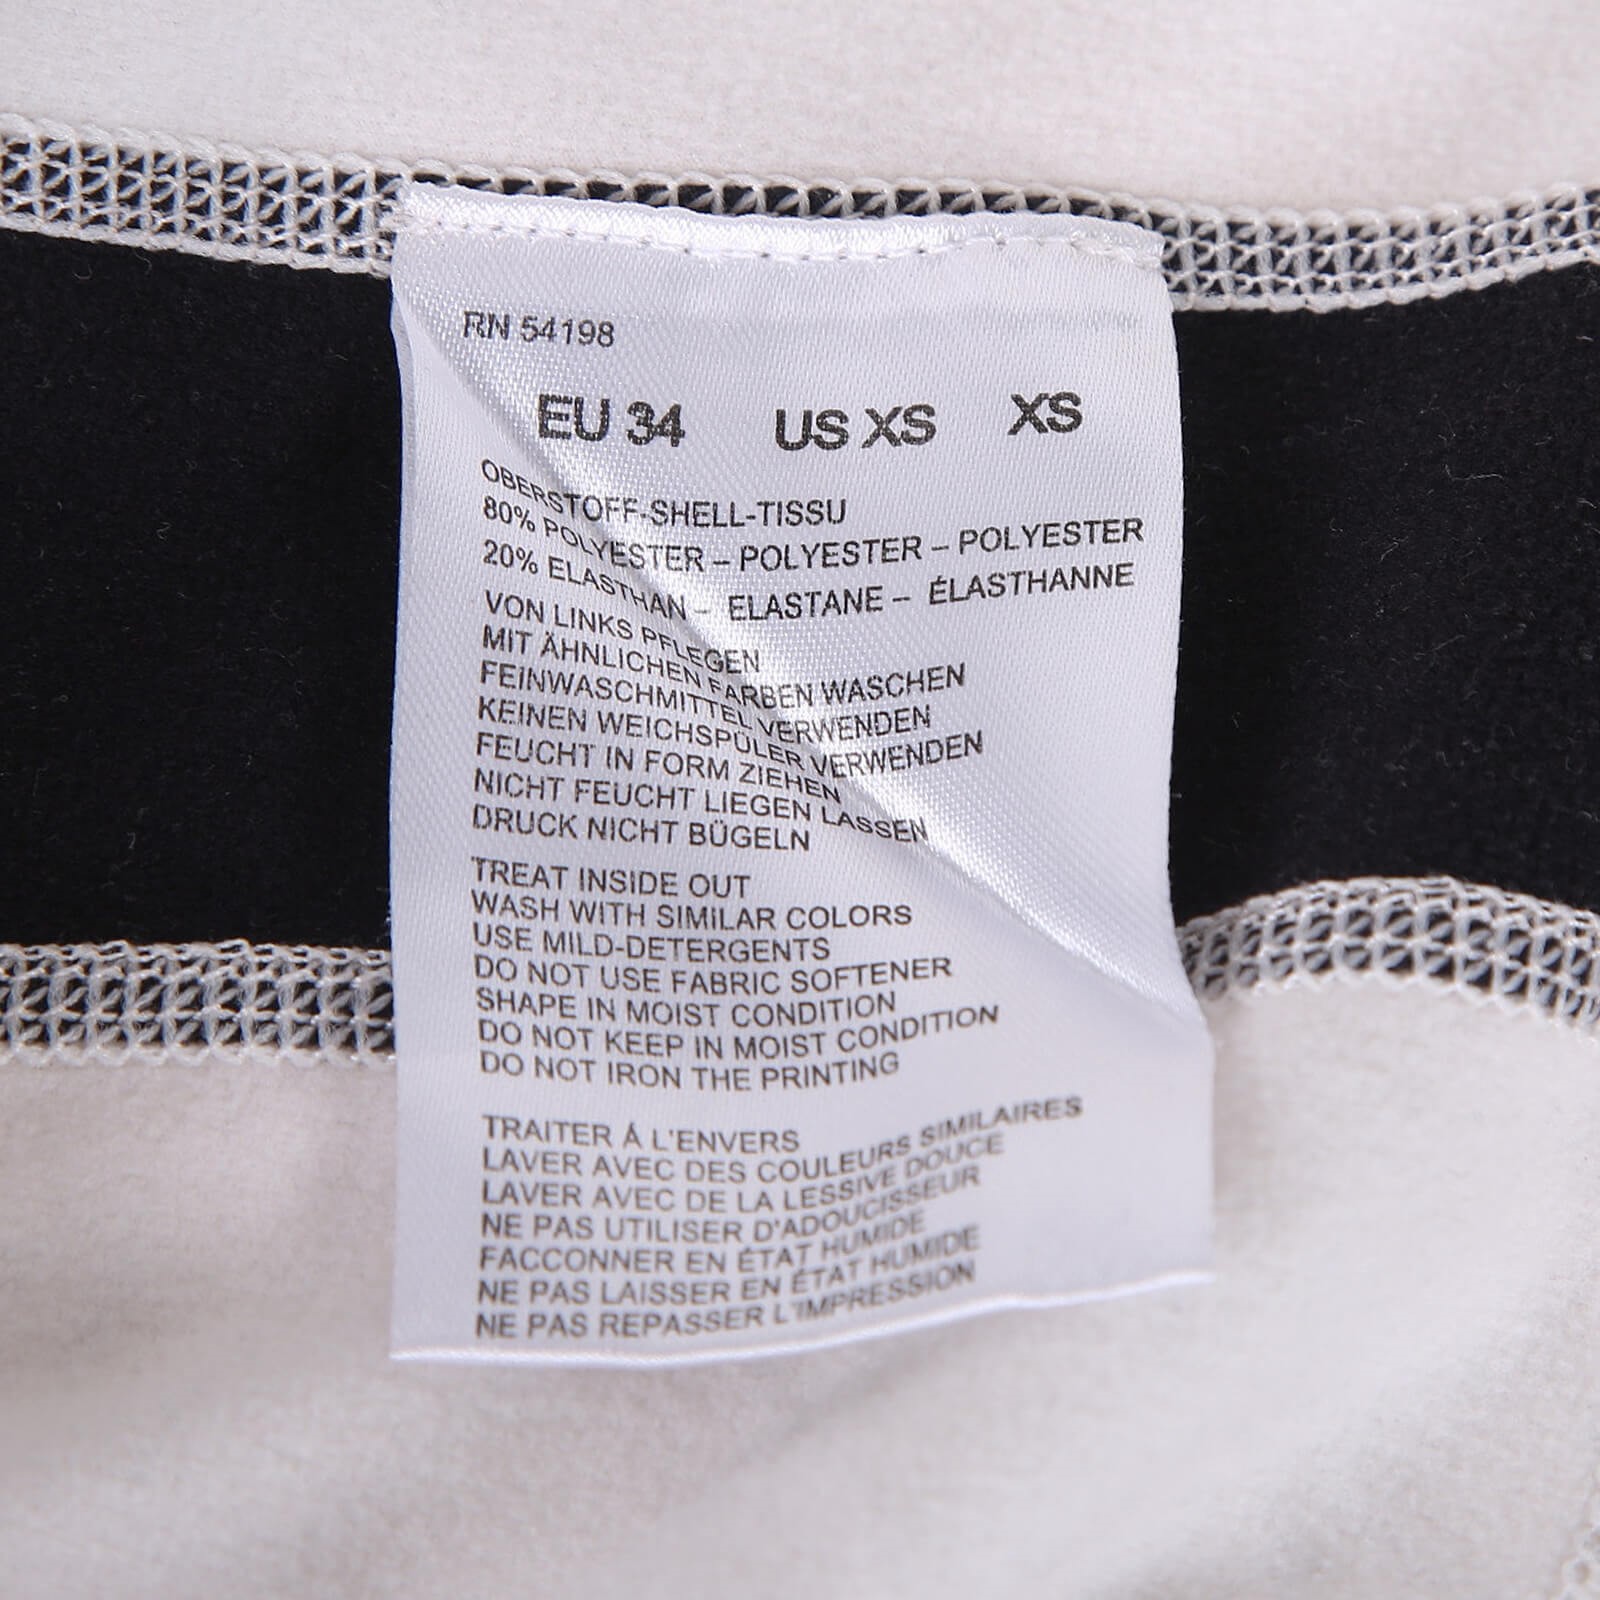 RN 54198
EU 34 US XS XS
OBERSTOFF-SHELL-TISSU
80% POLYESTER – POLYESTER – POLYESTER
20% ELASTHAN – ELASTANE – ÉLASTHANNE
VON LINKS PFLEGEN
MIT ÄHNLICHEN FARBEN WASCHEN
FEINWASCHMITTEL VERWENDEN
KEINEN WEICHSPÜLER VERWENDEN
FEUCHT IN FORM ZIEHEN
NICHT FEUCHT LIEGEN LASSEN
DRUCK NICHT BÜGELN
TREAT INSIDE OUT
WASH WITH SIMILAR COLORS
USE MILD-DETERGENTS
DO NOT USE FABRIC SOFTENER
SHAPE IN MOIST CONDITION
DO NOT KEEP IN MOIST CONDITION
DO NOT IRON THE PRINTING
TRAITER Á L'ENVERS
LAVER AVEC DES COULEURS SIMILAIRES
LAVER AVEC DE LA LESSIVE DOUCE
NE PAS UTILISER D'ADOUCISSEUR
FACCONNER EN ÉTAT HUMIDE
NE PAS LAISSER EN ÉTAT HUMIDE
NE PAS REPASSER L'IMPRESSION